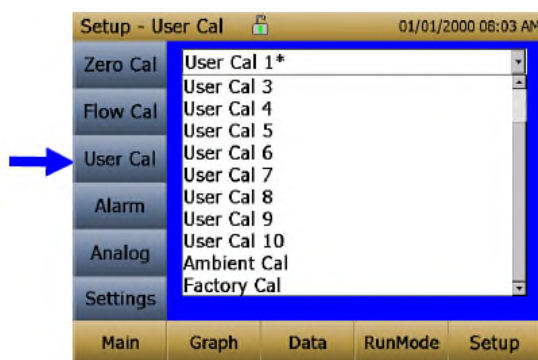 Setup - User Cal 01/01/2000 08:03 AM
Zero Cal
Flow Cal
User Cal
Alarm
Analog
Settings
User Cal 1*
User Cal 3
User Cal 4
User Cal 5
User Cal 6
User Cal 7
User Cal 8
User Cal 9
User Cal 10
Ambient Cal
Factory Cal
Main Graph Data RunMode Setup